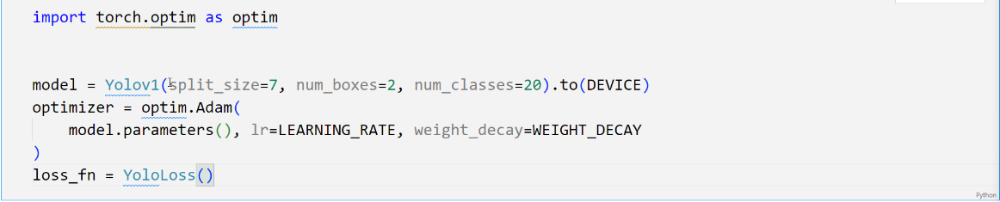 import torch.optim as optim
model = Yolov1(split_size=7, num_boxes=2, num_classes=20).to(DEVICE)
optimizer = optim.Adam(
    model.parameters(), lr=LEARNING_RATE, weight_decay=WEIGHT_DECAY
)
loss_fn = YoloLoss()
Python